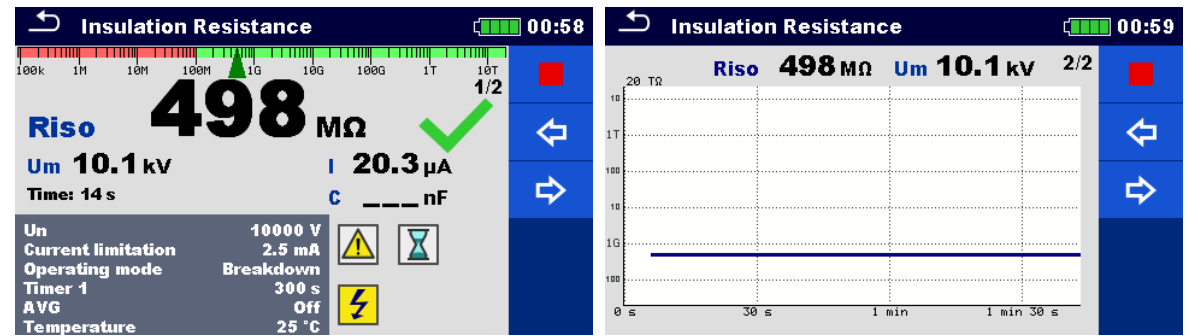 Insulation Resistance 00:58
100k 1M 10M 100M 1G 10G 100G 1T 10T
1/2
Riso 498 MΩ
Um 10.1 kV I 20.3 µA
Time: 14 s C ___ nF
Un 10000 V
Current limitation 2.5 mA
Operating mode Breakdown
Timer 1 300 s
AVG Off
Temperature 25 °C
Insulation Resistance 00:59
Riso 498 MΩ Um 10.1 kV 2/2
20 TΩ
10
1T
100
10
1G
100
0 s 30 s 1 min 1 min 30 s